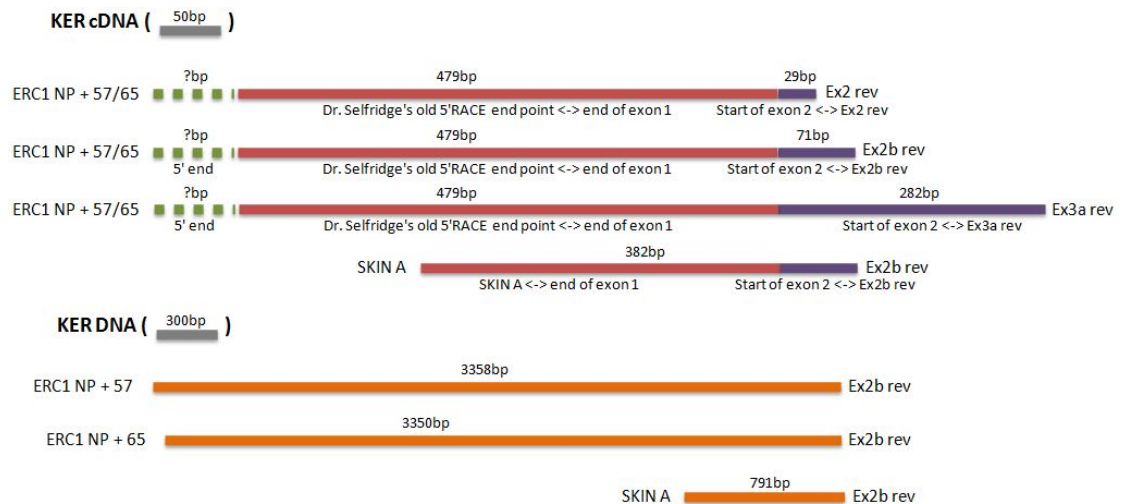 KER cDNA ( 50bp )
?bp 479bp 29bp
ERC1 NP + 57/65 Ex2 rev
Dr. Selfridge's old 5'RACE end point <-> end of exon 1 Start of exon 2 <-> Ex2 rev
?bp 479bp 71bp
ERC1 NP + 57/65 Ex2b rev
5' end Dr. Selfridge's old 5'RACE end point <-> end of exon 1 Start of exon 2 <-> Ex2b rev
?bp 479bp 282bp
ERC1 NP + 57/65 Ex3a rev
5' end Dr. Selfridge's old 5'RACE end point <-> end of exon 1 Start of exon 2 <-> Ex3a rev
382bp
SKIN A Ex2b rev
SKIN A <-> end of exon 1 Start of exon 2 <-> Ex2b rev
KER DNA ( 300bp )
3358bp
ERC1 NP + 57 Ex2b rev
3350bp
ERC1 NP + 65 Ex2b rev
791bp
SKIN A Ex2b rev